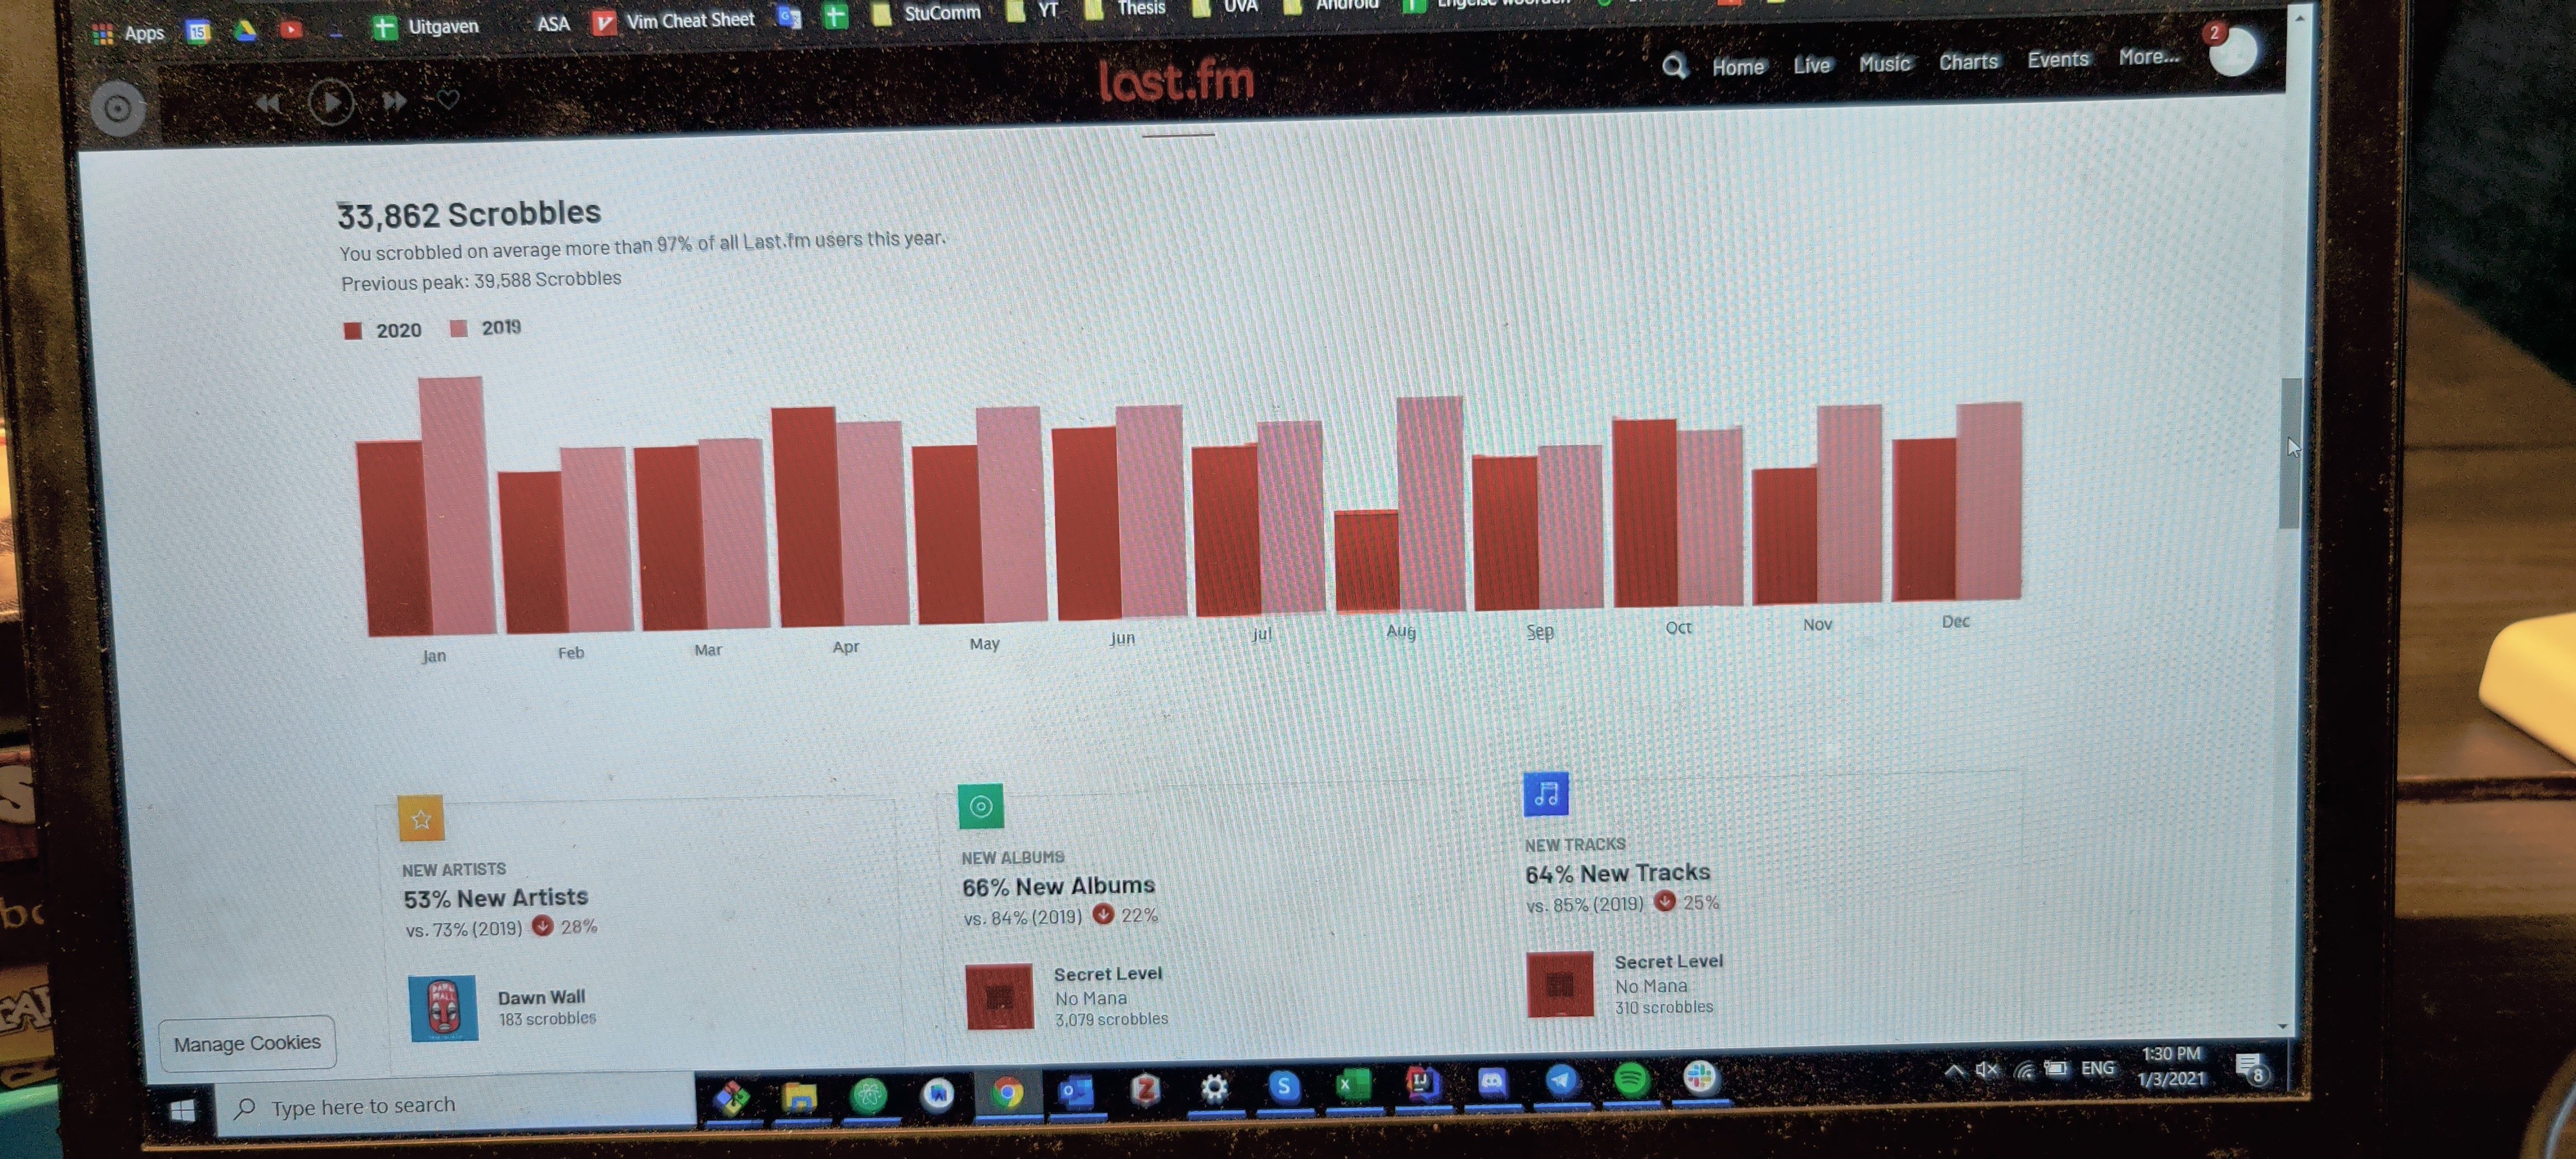 Apps
15
Uitgaven
ASA
Vim Cheat Sheet
StuComm
YT
Thesis
UVA
Android
last.fm
Home
Live
Music
Charts
Events
More...
2
33,862 Scrobbles
You scrobbled on average more than 97% of all Last.fm users this year.
Previous peak: 39,588 Scrobbles
2020
2019
Jan
Feb
Mar
Apr
May
Jun
Jul
Aug
Sep
Oct
Nov
Dec
NEW ARTISTS
53% New Artists
vs. 73% (2019) 28%
Dawn Wall
183 scrobbles
NEW ALBUMS
66% New Albums
vs. 84% (2019) 22%
Secret Level
No Mana
3,079 scrobbles
NEW TRACKS
64% New Tracks
vs. 85% (2019) 25%
Secret Level
No Mana
310 scrobbles
Manage Cookies
Type here to search
ENG
1:30 PM
1/3/2021
8